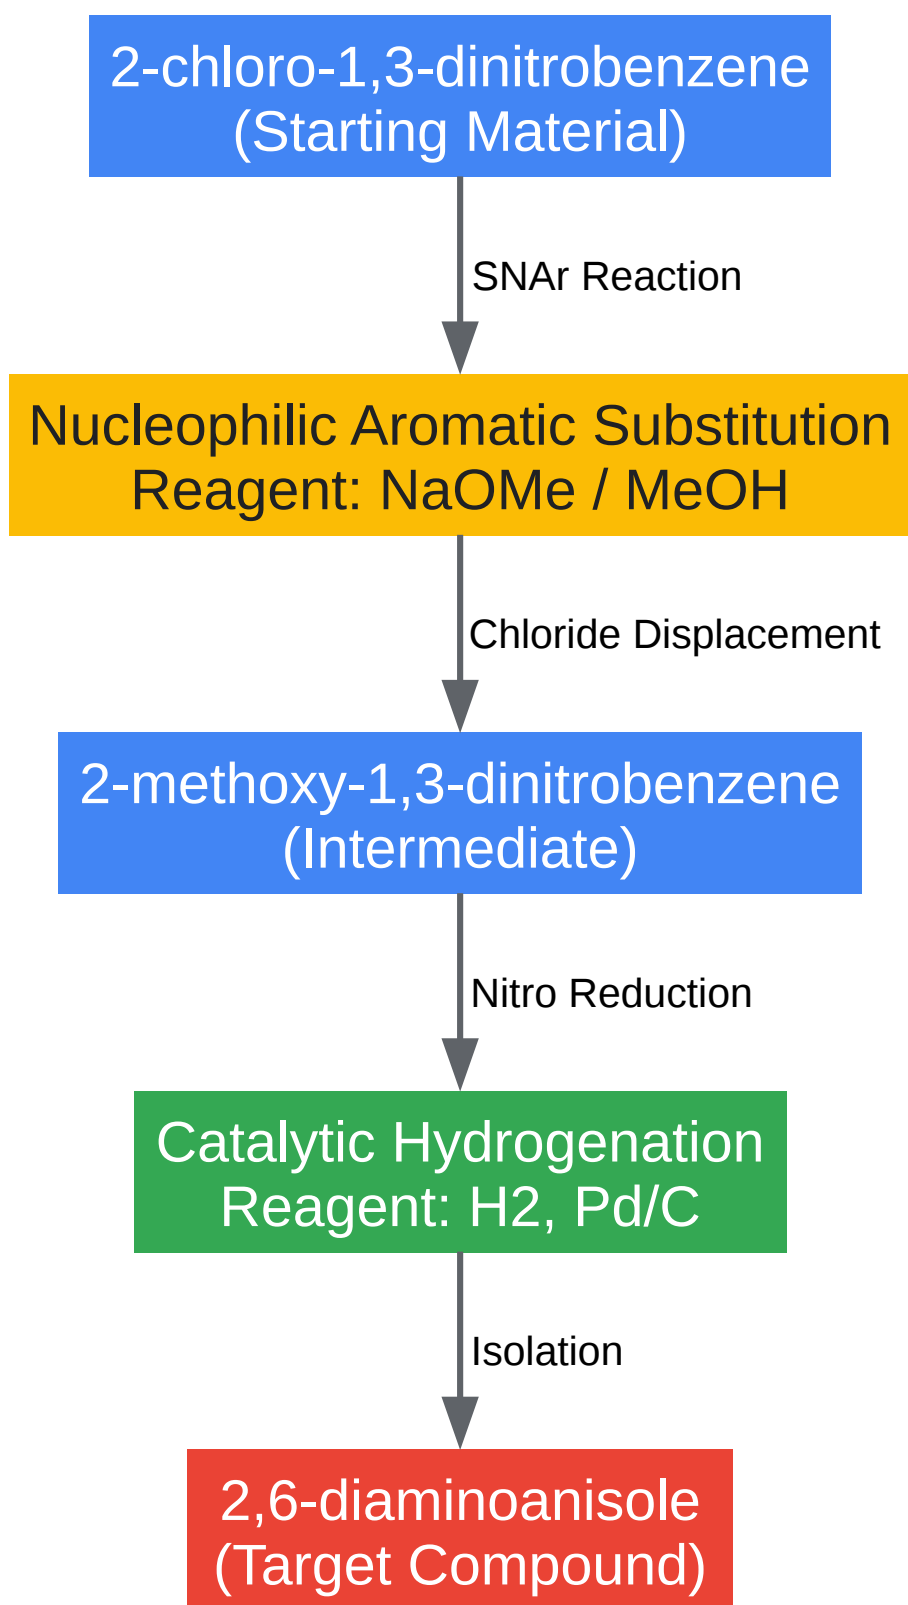 2-chloro-1,3-dinitrobenzene
(Starting Material)
SNAr Reaction
Nucleophilic Aromatic Substitution
Reagent: NaOMe / MeOH
Chloride Displacement
2-methoxy-1,3-dinitrobenzene
(Intermediate)
Nitro Reduction
Catalytic Hydrogenation
Reagent: H2, Pd/C
Isolation
2,6-diaminoanisole
(Target Compound)